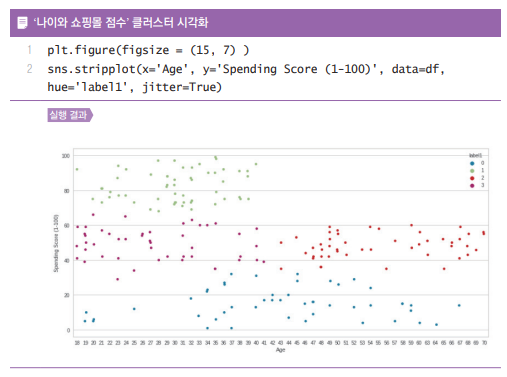 '나이와 쇼핑몰 점수' 클러스터 시각화
1 plt.figure(figsize = (15, 7) )
2 sns.stripplot(x='Age', y='Spending Score (1-100)', data=df,
hue='label1', jitter=True)
실행 결과
label1
0
1
2
3
100
80
60
40
20
0
Spending Score (1-100)
18 19 20 21 22 23 24 25 26 27 28 29 30 31 32 33 34 35 36 37 38 39 40 41 42 43 44 45 46 47 48 49 50 51 52 53 54 55 56 57 58 59 60 63 64 65 66 67 68 69 70
Age